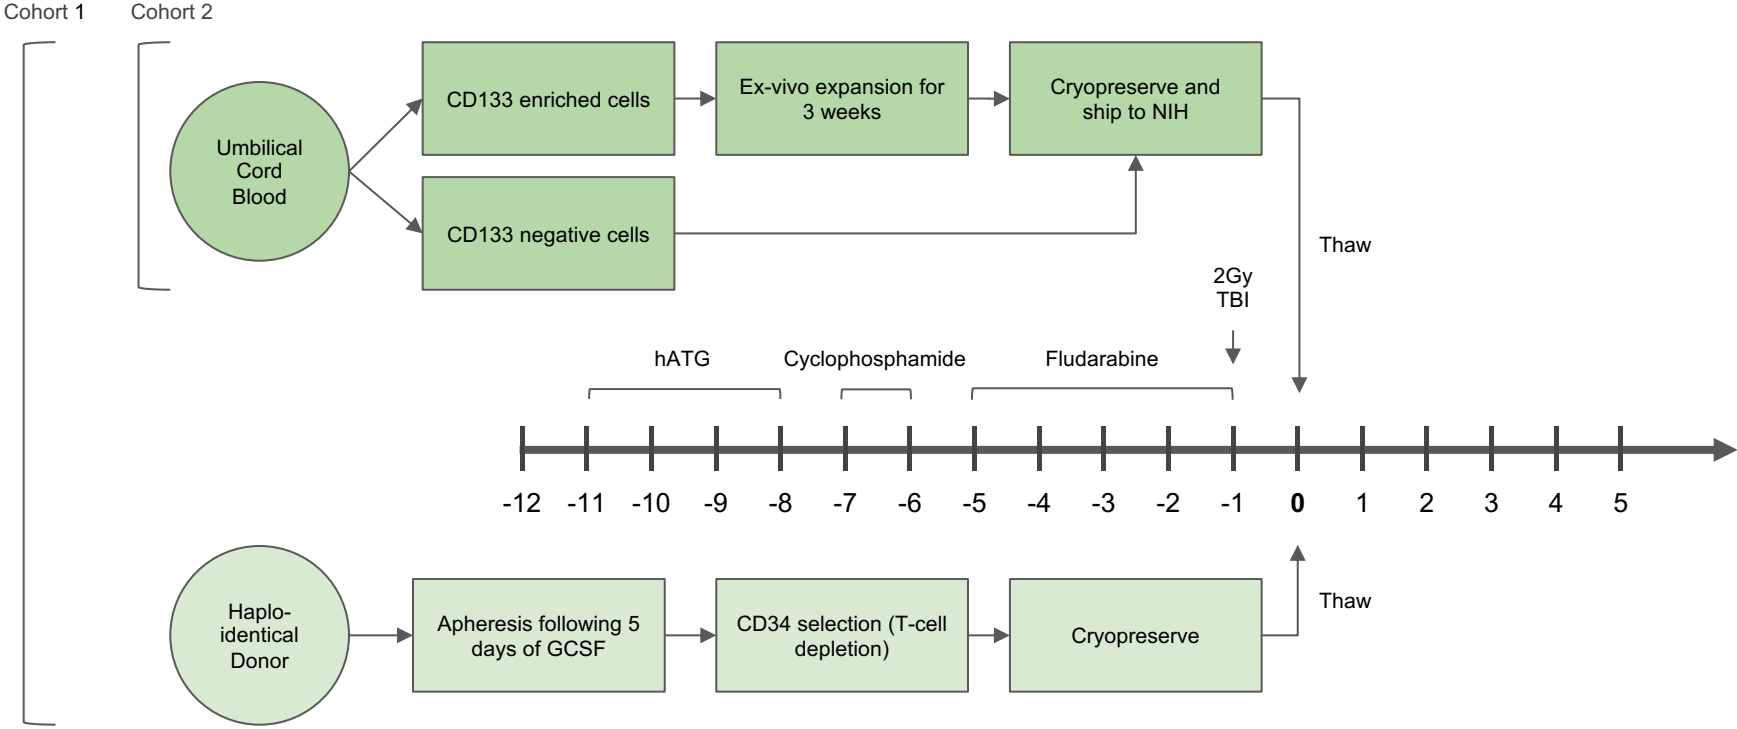 Cohort 1
Cohort 2
Umbilical
Cord
Blood
CD133 enriched cells
Ex-vivo expansion for
3 weeks
Cryopreserve and
ship to NIH
CD133 negative cells
Thaw
2Gy
TBI
hATG
Cyclophosphamide
Fludarabine
-12 -11 -10 -9 -8 -7 -6 -5 -4 -3 -2 -1 0 1 2 3 4 5
Haplo-
identical
Donor
Apheresis following 5
days of GCSF
CD34 selection (T-cell
depletion)
Cryopreserve
Thaw